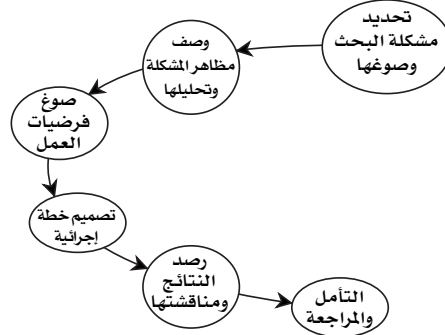 تحديد
مشكلة البحث
وصوغها
وصف
مظاهر المشكلة
وتحليلها
صوغ
فرضيات
العمل
تصميم خطة
إجرائية
رصد
النتائج
ومناقشتها
التأمل
والمراجعة